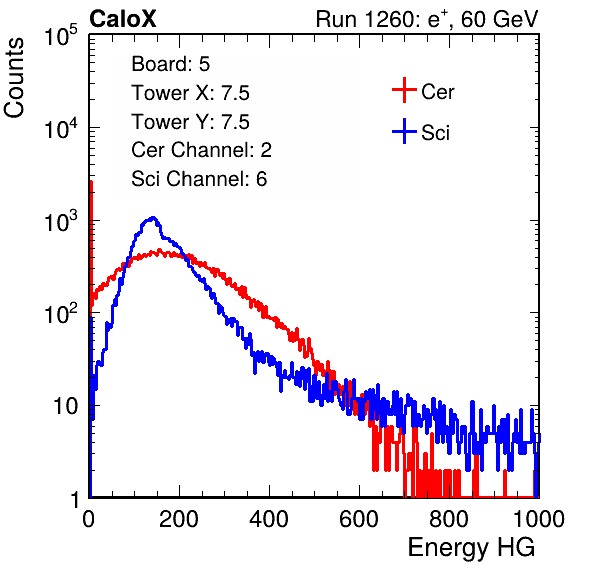 CaloX Run 1260: e⁺, 60 GeV
Board: 5
Tower X: 7.5
Tower Y: 7.5
Cer Channel: 2
Sci Channel: 6
Cer
Sci
Counts
10⁵
10⁴
10³
10²
10
1
0 200 400 600 800 1000
Energy HG